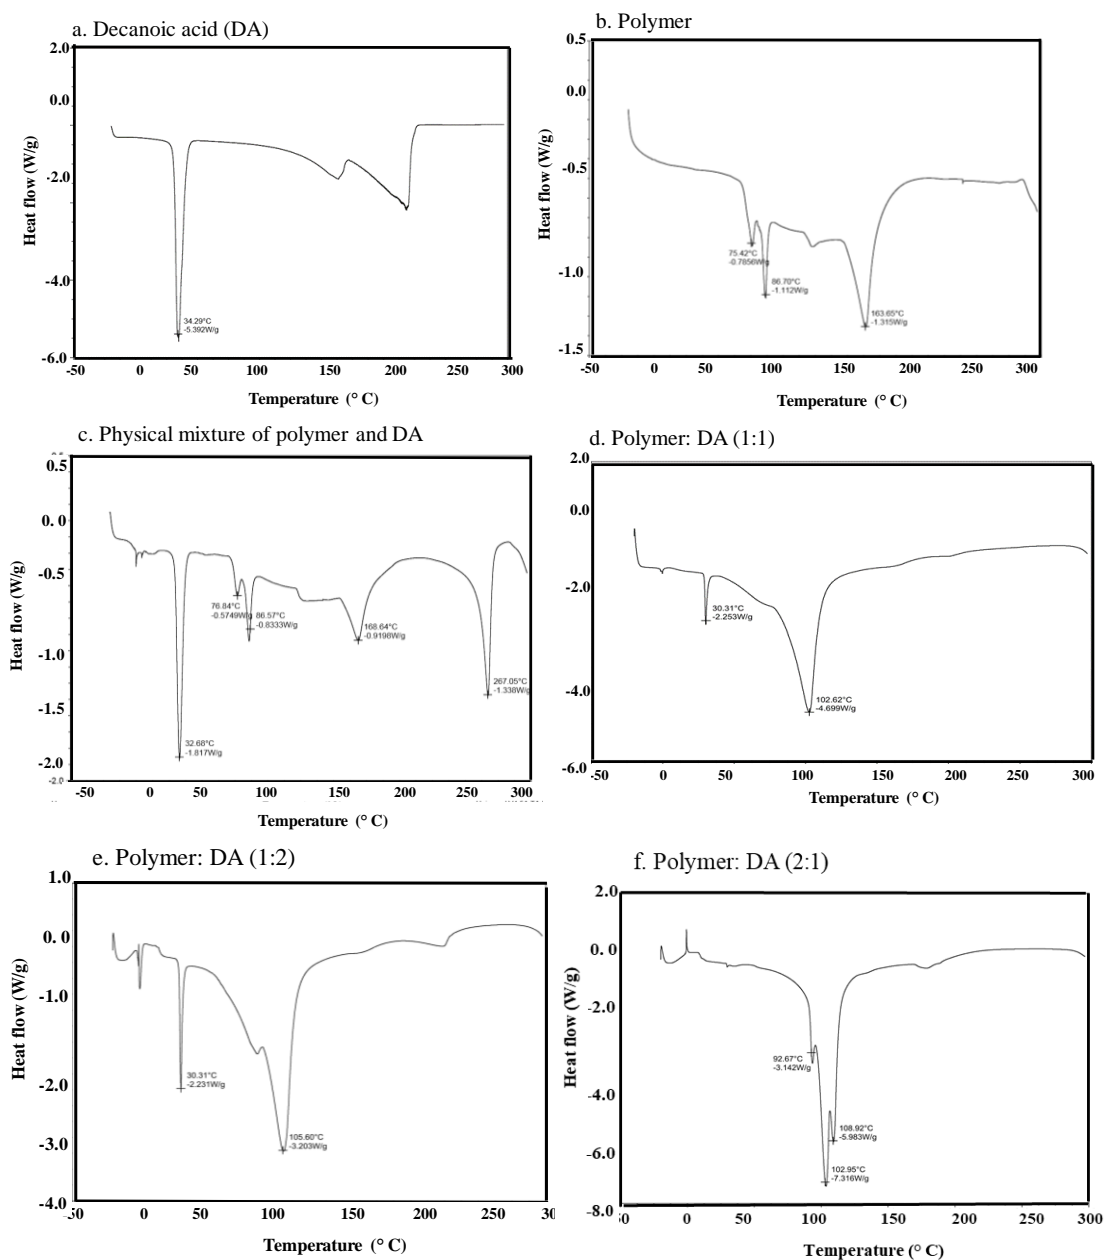 a. Decanoic acid (DA)
2.0
0.0
-2.0
-4.0
-6.0
Heat flow (W/g)
34.29°C
-5.392W/g
-50 0 50 100 150 200 250 300
Temperature (° C)
b. Polymer
0.5
0.0
-0.5
-1.0
-1.5
Heat flow (W/g)
75.42°C
-0.7856W/g
86.70°C
-1.112W/g
163.65°C
-1.315W/g
-50 0 50 100 150 200 250 300
Temperature (° C)
c. Physical mixture of polymer and DA
0.5
0. 0
-0.5
-1.0
-1.5
-2.0
-2.0
Heat flow (W/g)
32.68°C
-1.817W/g
76.84°C
-0.5749W/g
86.57°C
-0.8333W/g
168.64°C
-0.9198W/g
267.05°C
-1.338W/g
-50 0 50 100 150 200 250 300
Temperature (° C)
d. Polymer: DA (1:1)
2.0
0.0
-2.0
-4.0
-6.0
Heat flow (W/g)
30.31°C
-2.253W/g
102.62°C
-4.699W/g
-50 0 50 100 150 200 250 300
Temperature (° C)
e. Polymer: DA (1:2)
1.0
0. 0
-1.0
-2.0
-3.0
-4.0
Heat flow (W/g)
30.31°C
-2.231W/g
105.60°C
-3.203W/g
-50 0 50 100 150 200 250
Temperature (° C)
f. Polymer: DA (2:1)
2.0
0. 0
-2.0
-4.0
-6.0
-8.0
Heat flow (W/g)
92.67°C
-3.142W/g
108.92°C
-5.983W/g
102.95°C
-7.316W/g
0 50 100 150 200 250 300
Temperature (° C)